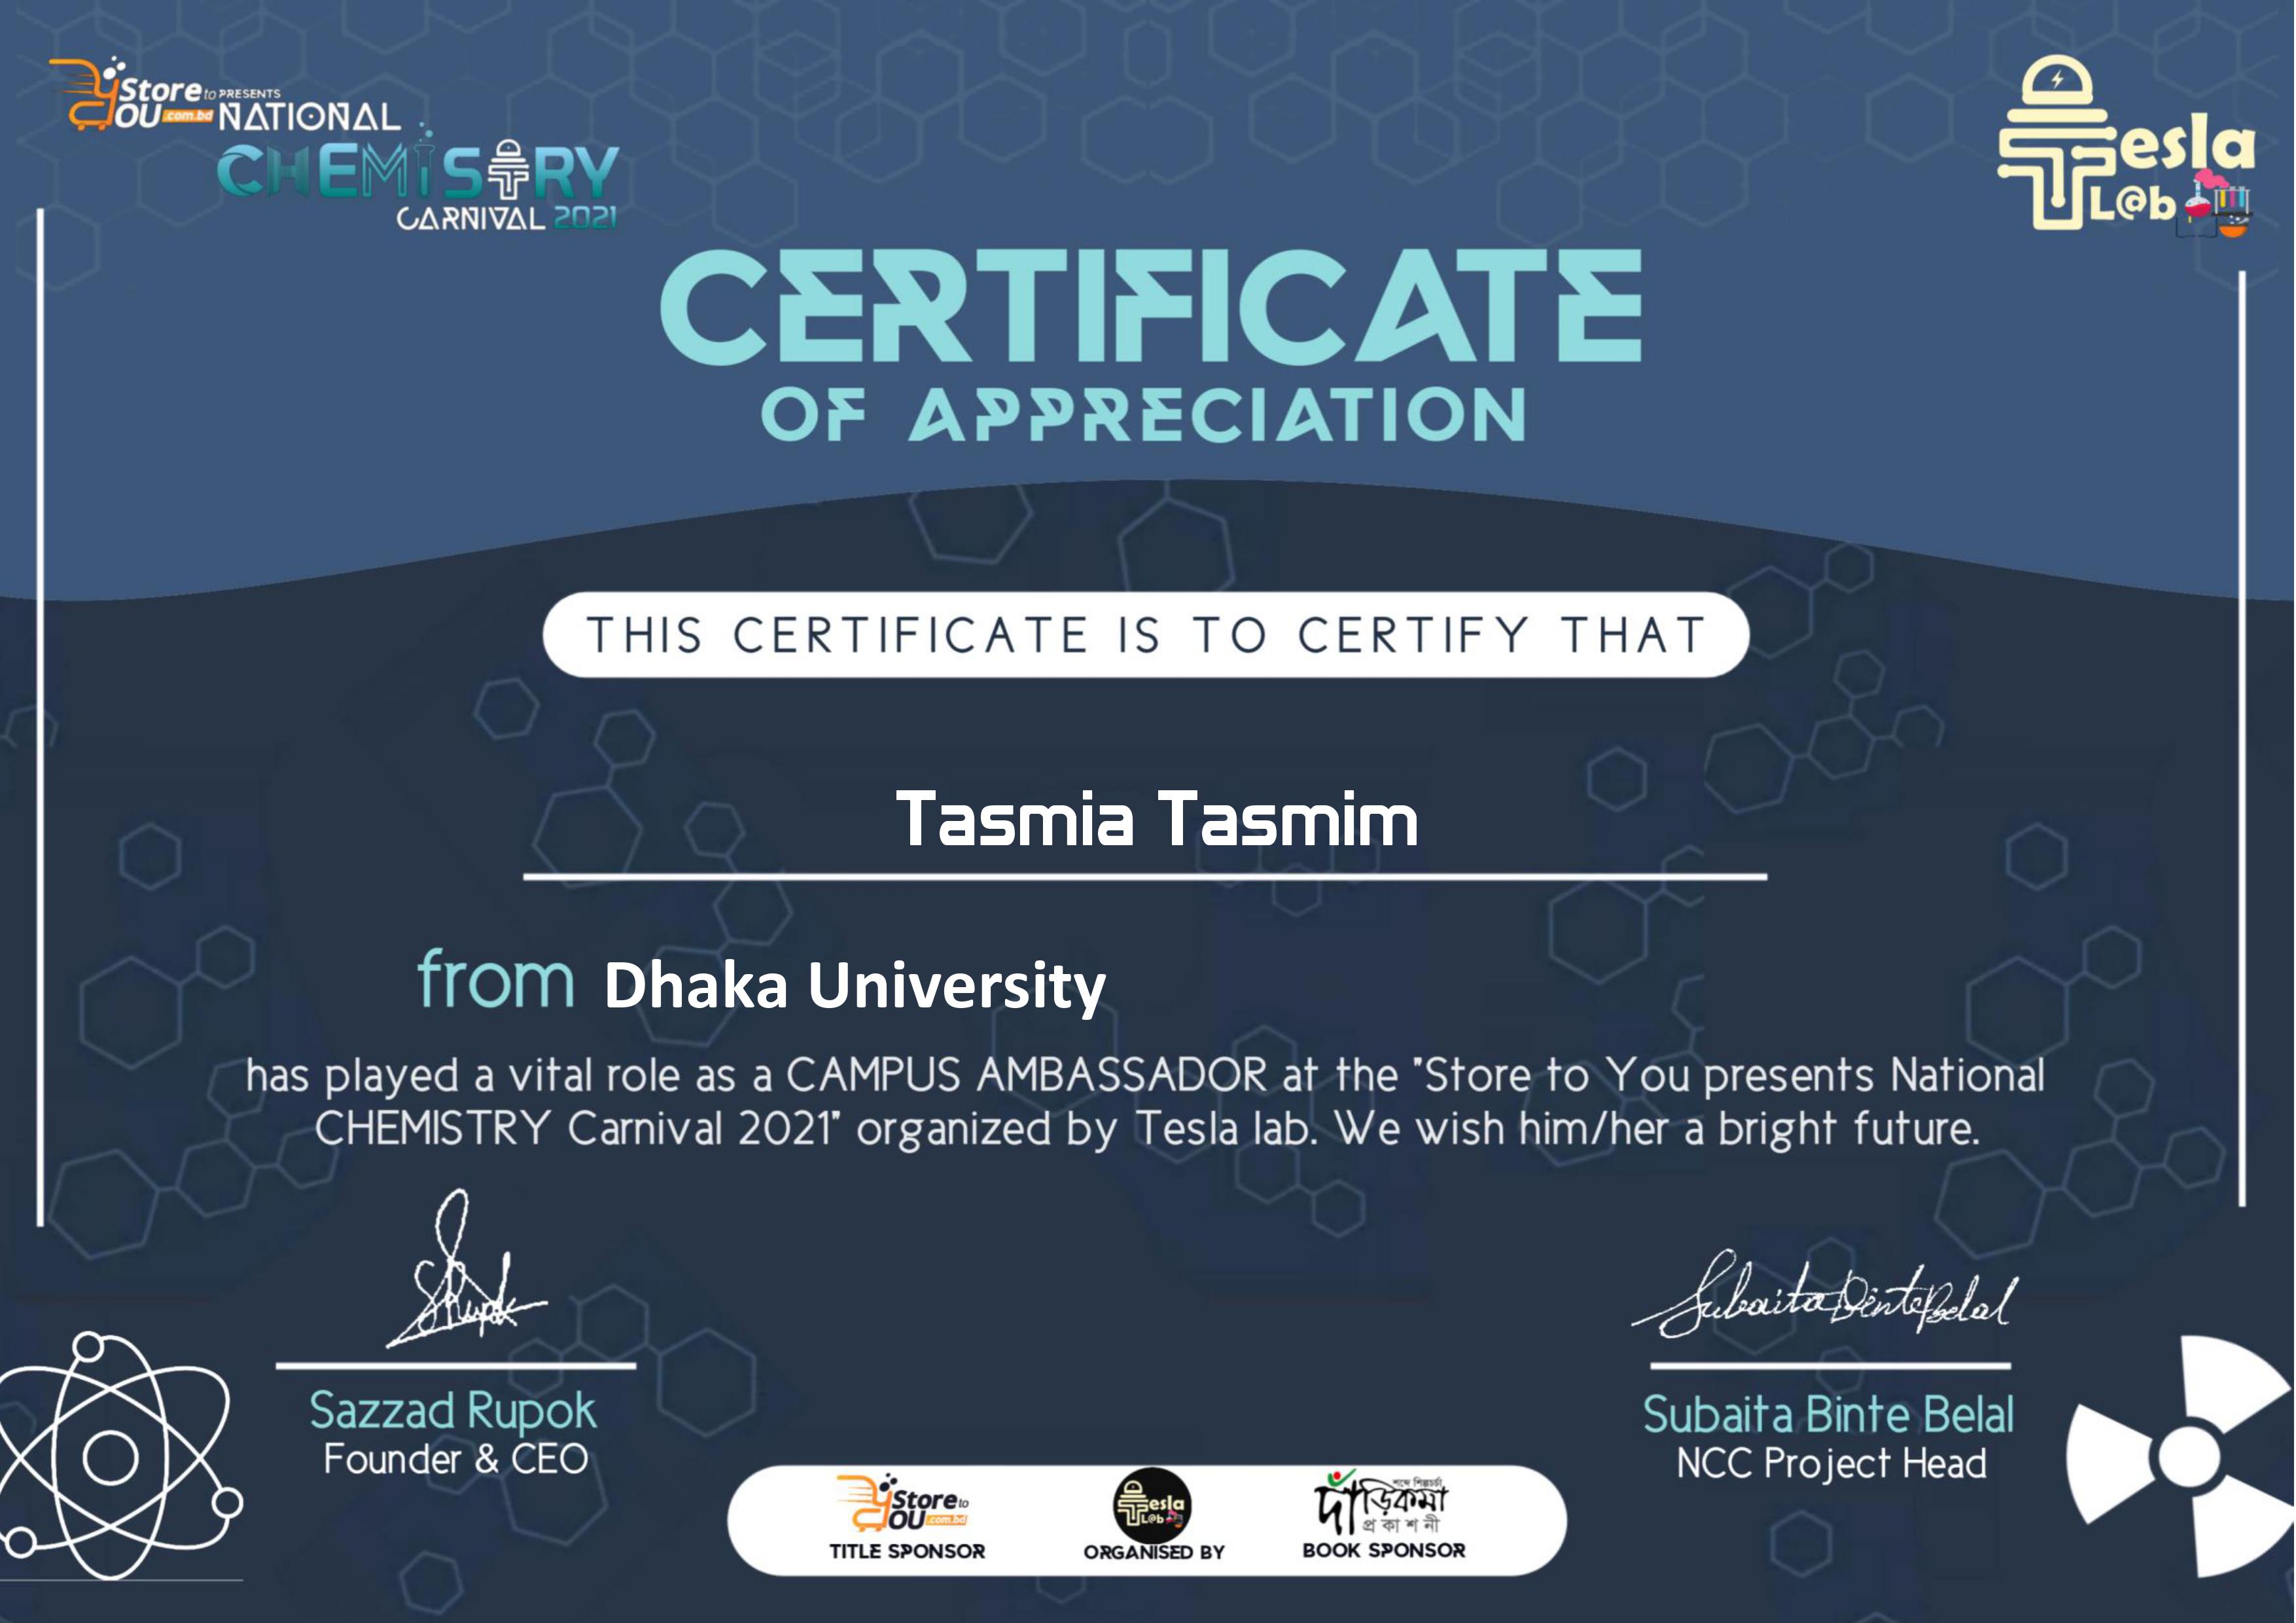 Store to PRESENTS
YOU .com.bd NATIONAL
CHEMISTRY
CARNIVAL 2021
Tesla
L@b
CERTIFICATE
OF APPRECIATION
THIS CERTIFICATE IS TO CERTIFY THAT
Tasmia Tasmim
from Dhaka University
has played a vital role as a CAMPUS AMBASSADOR at the "Store to You presents National
CHEMISTRY Carnival 2021" organized by Tesla lab. We wish him/her a bright future.
Subaita Binte Belal
Sazzad Rupok
Founder & CEO
Subaita Binte Belal
NCC Project Head
Store to
YOU .com.bd
TITLE SPONSOR
Tesla
L@b
ORGANISED BY
শব্দে শিল্পচর্চা
দাঁড়িকমা
প্রকাশনী
BOOK SPONSOR